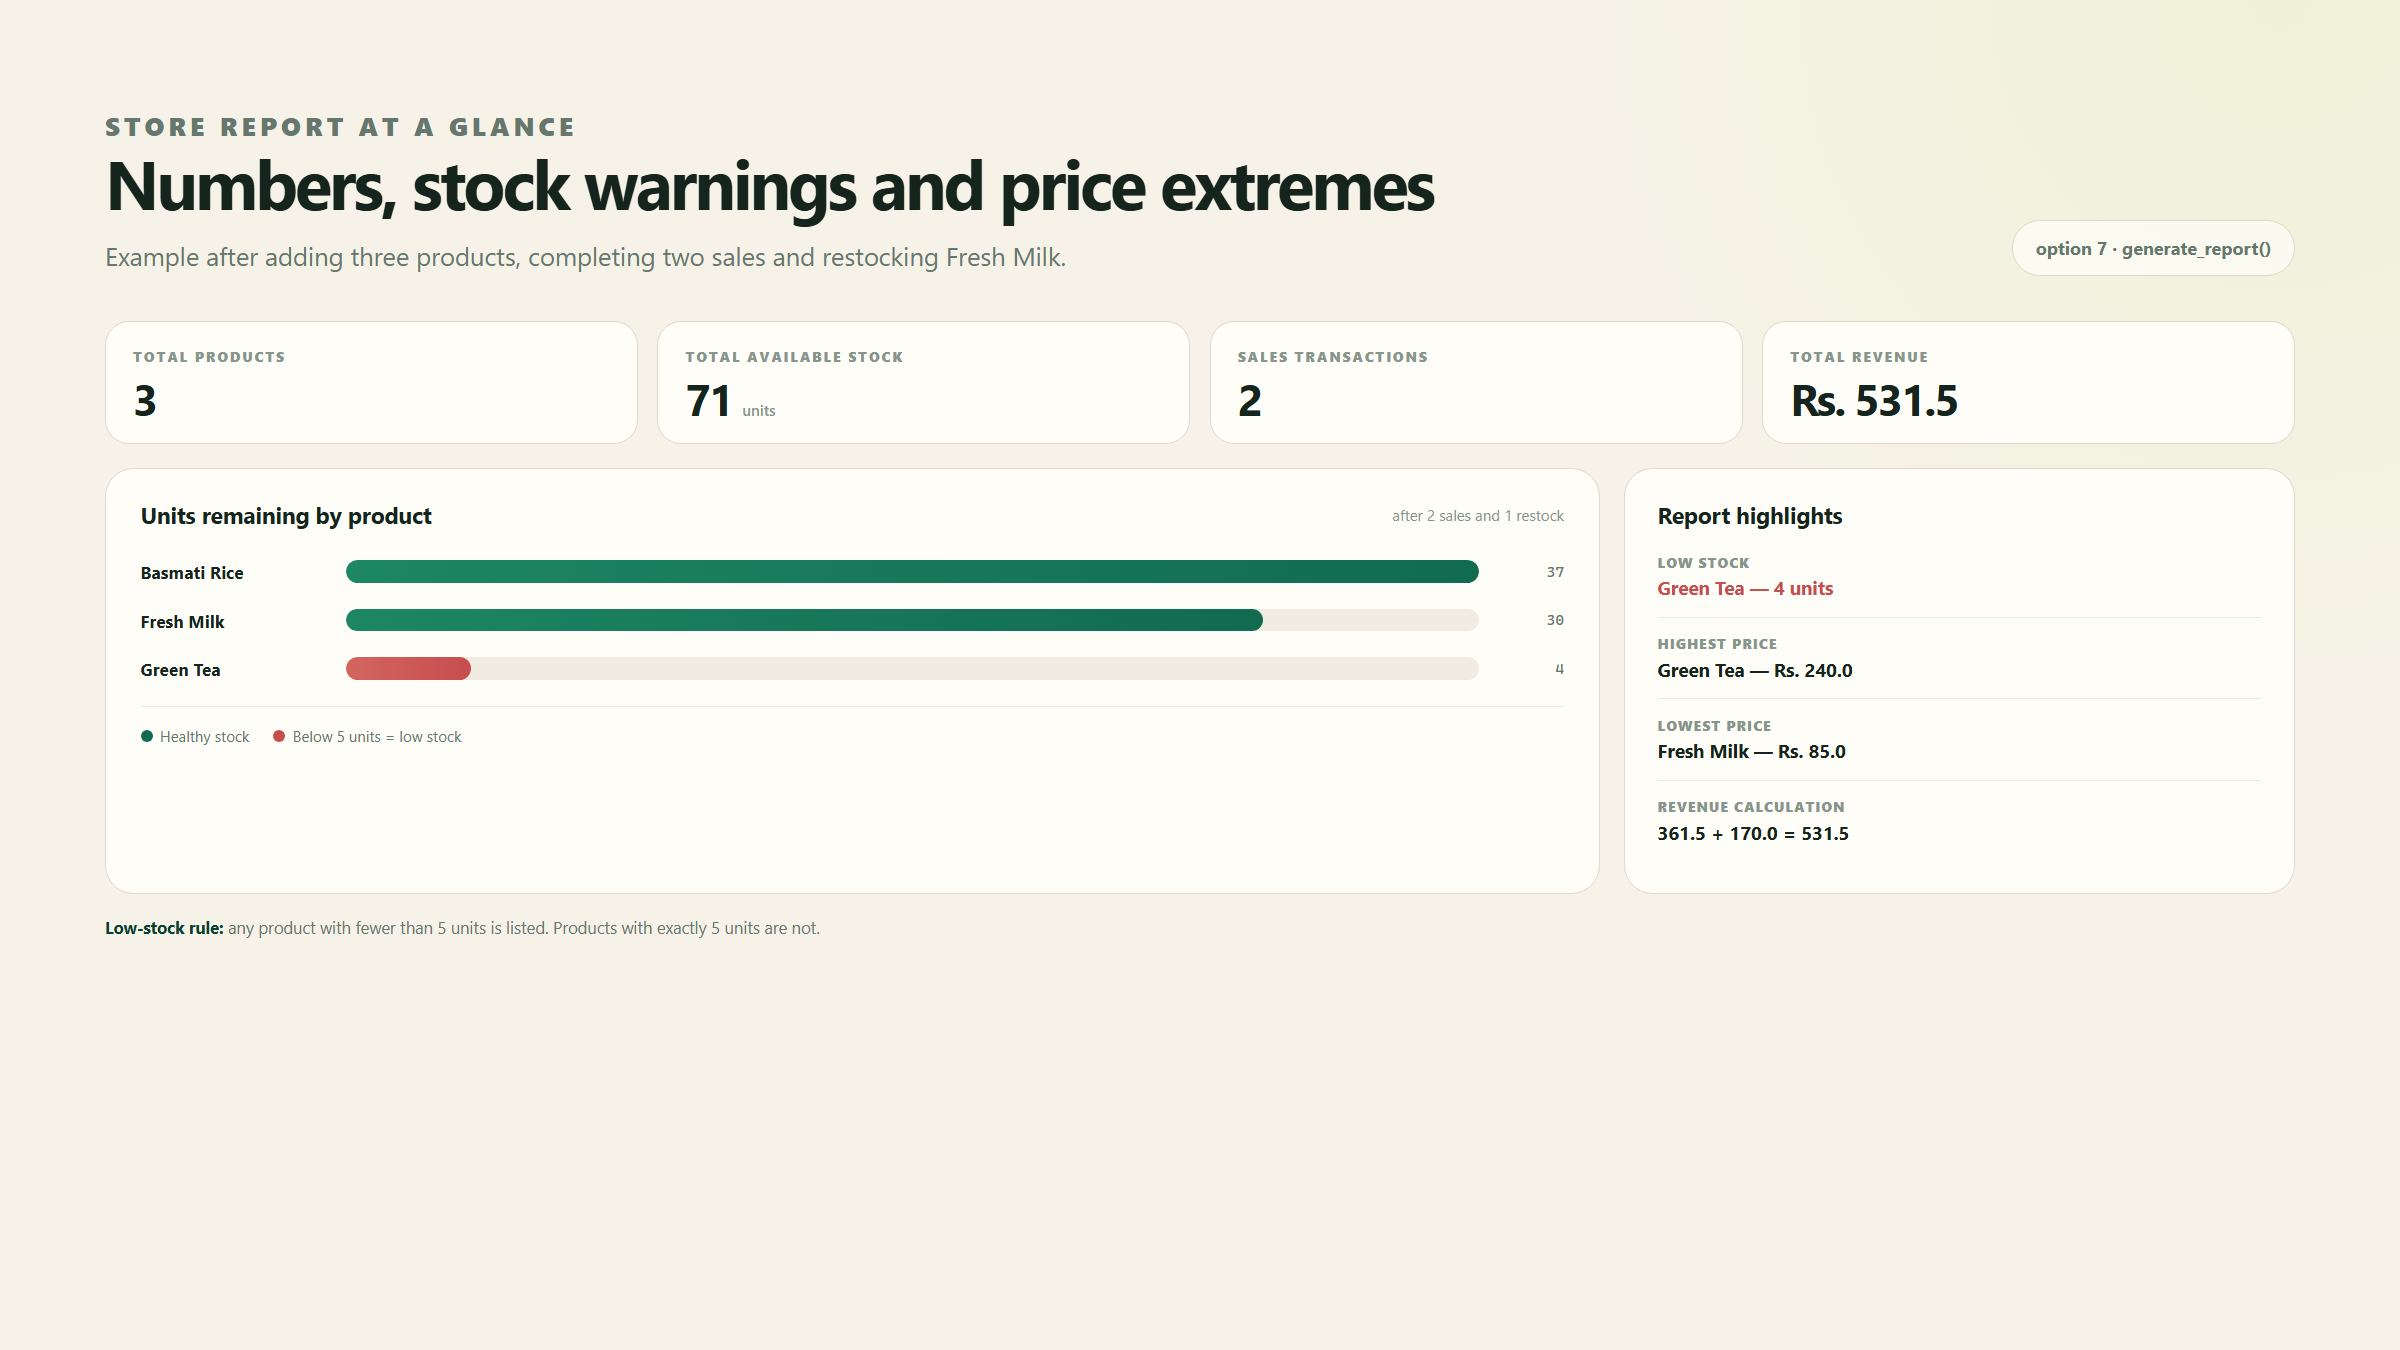 STORE REPORT AT A GLANCE
Numbers, stock warnings and price extremes
Example after adding three products, completing two sales and restocking Fresh Milk.
option 7 · generate_report()
TOTAL PRODUCTS
3
TOTAL AVAILABLE STOCK
71 units
SALES TRANSACTIONS
2
TOTAL REVENUE
Rs. 531.5
Units remaining by product
after 2 sales and 1 restock
Basmati Rice
37
Fresh Milk
30
Green Tea
4
Healthy stock
Below 5 units = low stock
Report highlights
LOW STOCK
Green Tea — 4 units
HIGHEST PRICE
Green Tea — Rs. 240.0
LOWEST PRICE
Fresh Milk — Rs. 85.0
REVENUE CALCULATION
361.5 + 170.0 = 531.5
Low-stock rule: any product with fewer than 5 units is listed. Products with exactly 5 units are not.